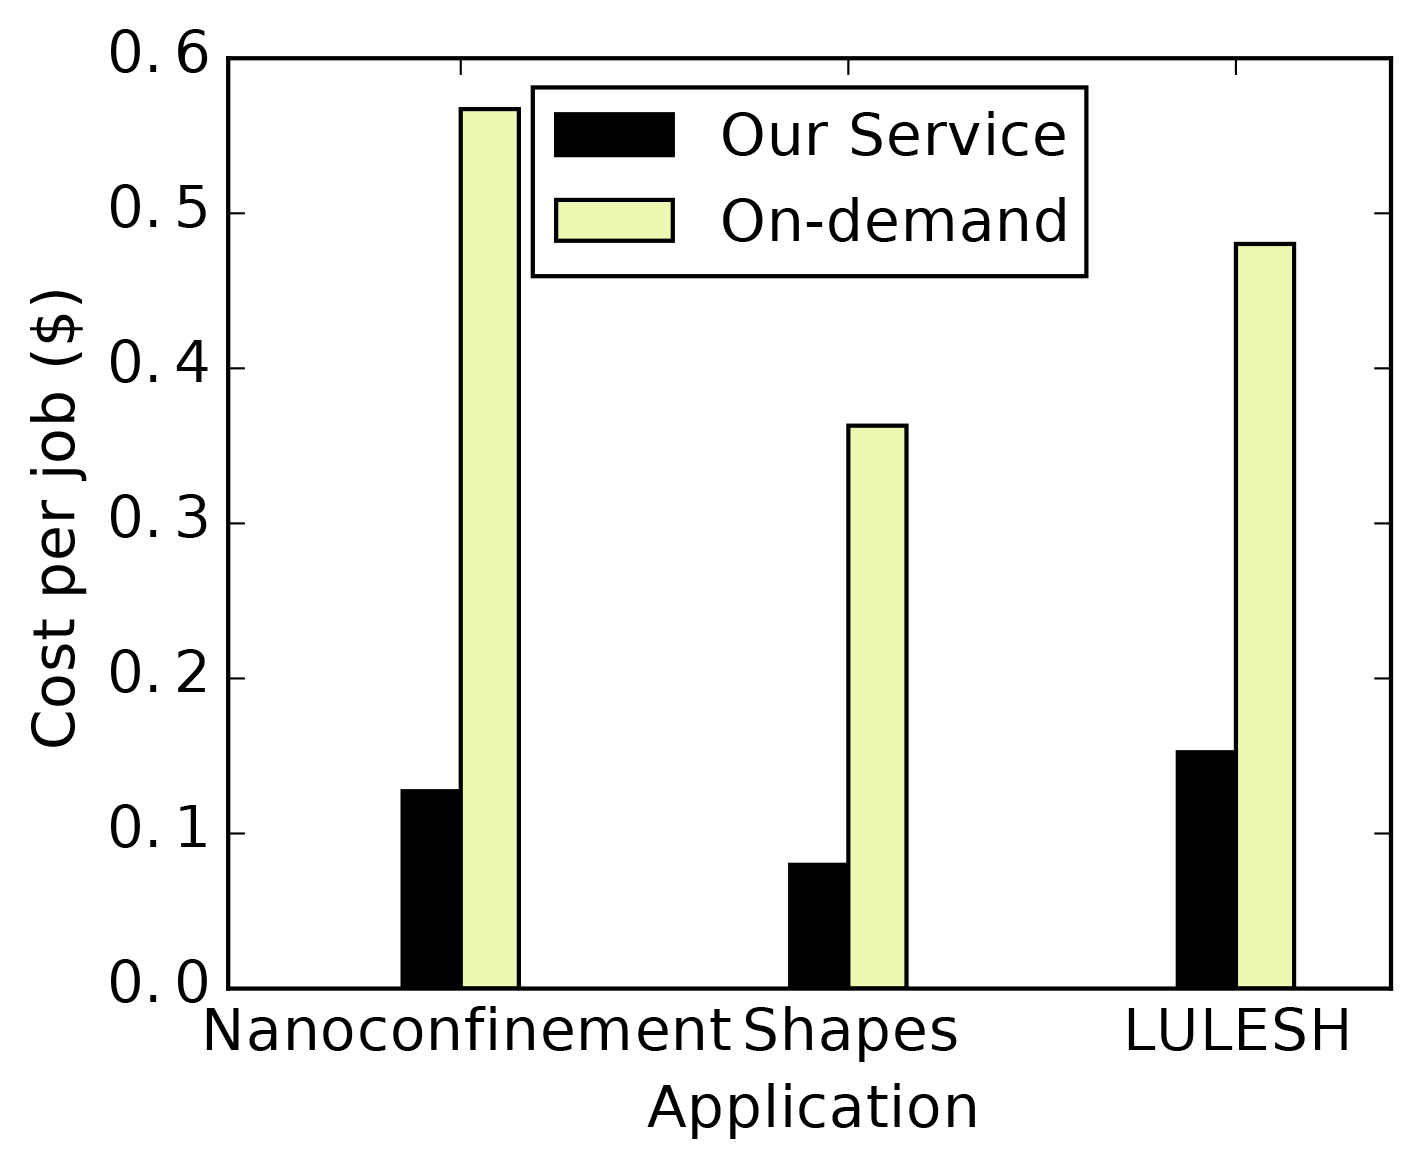 0.6
0.5
0.4
0.3
0.2
0.1
0.0
Cost per job ($)
Our Service
On-demand
Nanoconfinement Shapes LULESH
Application